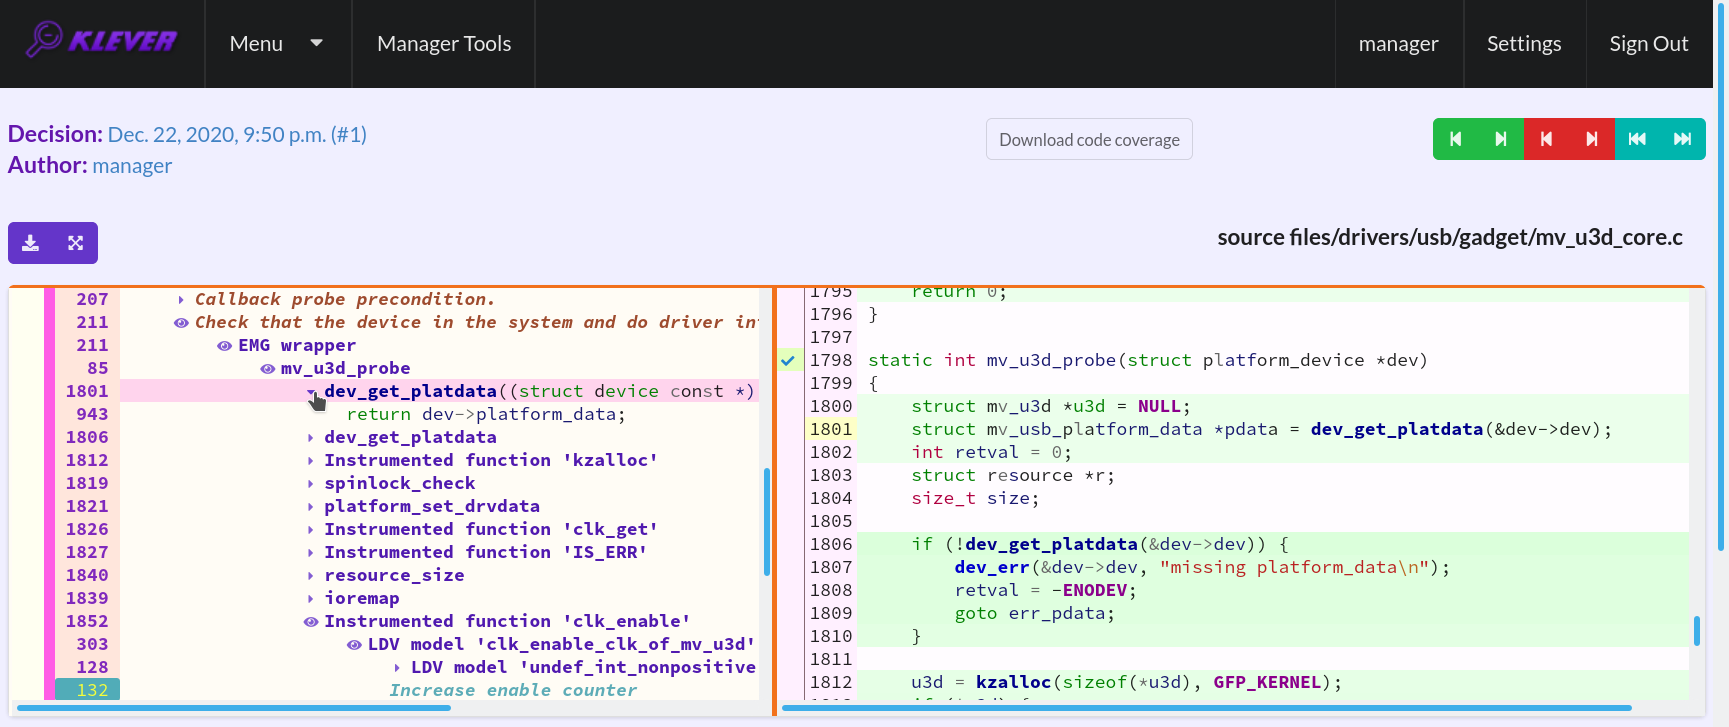 KLEVER Menu Manager Tools manager Settings Sign Out
Decision: Dec. 22, 2020, 9:50 p.m. (#1)
Author: manager
Download code coverage
source files/drivers/usb/gadget/mv_u3d_core.c
207 Callback probe precondition.
211 Check that the device in the system and do driver in
211 EMG wrapper
85 mv_u3d_probe
1801 dev_get_platdata((struct device const *)
943 return dev->platform_data;
1806 dev_get_platdata
1812 Instrumented function 'kzalloc'
1819 spinlock_check
1821 platform_set_drvdata
1826 Instrumented function 'clk_get'
1827 Instrumented function 'IS_ERR'
1840 resource_size
1839 ioremap
1852 Instrumented function 'clk_enable'
303 LDV model 'clk_enable_clk_of_mv_u3d'
128 LDV model 'undef_int_nonpositive
132 Increase enable counter
1795 return 0;
1796 }
1797
1798 static int mv_u3d_probe(struct platform_device *dev)
1799 {
1800 struct mv_u3d *u3d = NULL;
1801 struct mv_usb_platform_data *pdata = dev_get_platdata(&dev->dev);
1802 int retval = 0;
1803 struct resource *r;
1804 size_t size;
1805
1806 if (!dev_get_platdata(&dev->dev)) {
1807 dev_err(&dev->dev, "missing platform_data\n");
1808 retval = -ENODEV;
1809 goto err_pdata;
1810 }
1811
1812 u3d = kzalloc(sizeof(*u3d), GFP_KERNEL);